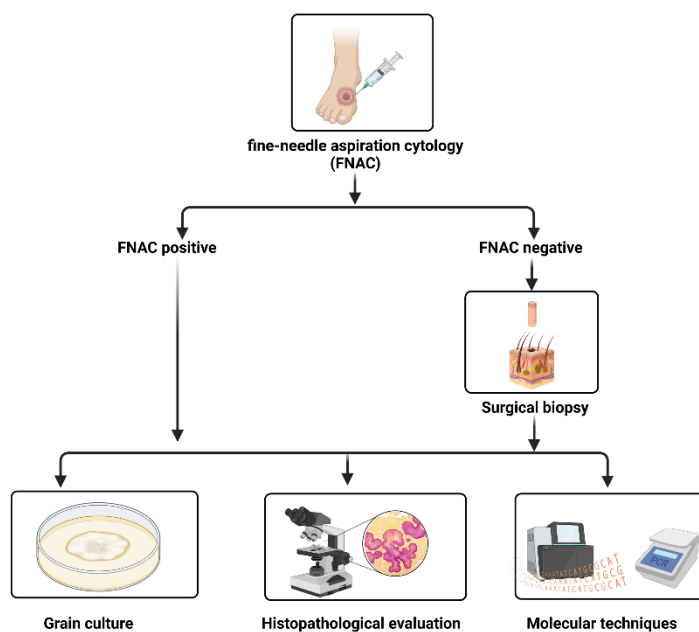 fine-needle aspiration cytology
(FNAC)
FNAC positive
FNAC negative
Surgical biopsy
PCR
Grain culture
Histopathological evaluation
Molecular techniques